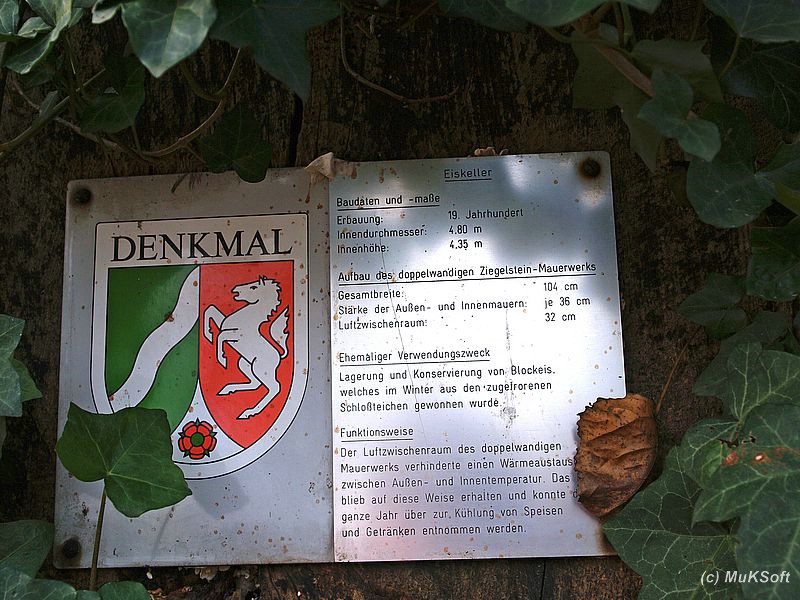 DENKMAL
Eiskeller
Baudaten und -maße
Erbauung: 19. Jahrhundert
Innendurchmesser: 4.80 m
Innenhöhe: 4.35 m
Aufbau des doppelwandigen Ziegelstein-Mauerwerks
Gesamtbreite: 104 cm
Stärke der Außen- und Innenmauern: je 36 cm
Luftzwischenraum: 32 cm
Ehemaliger Verwendungszweck
Lagerung und Konservierung von Blockeis,
welches im Winter aus den zugefrorenen
Schloßteichen gewonnen wurde.
Funktionsweise
Der Luftzwischenraum des doppelwandigen
Mauerwerks verhinderte einen Wärmeauslaus
zwischen Außen- und Innentemperatur. Das
blieb auf diese Weise erhalten und konnte
ganze Jahr über zur Kühlung von Speisen
und Getränken entnommen werden.
(c) MuKSoft